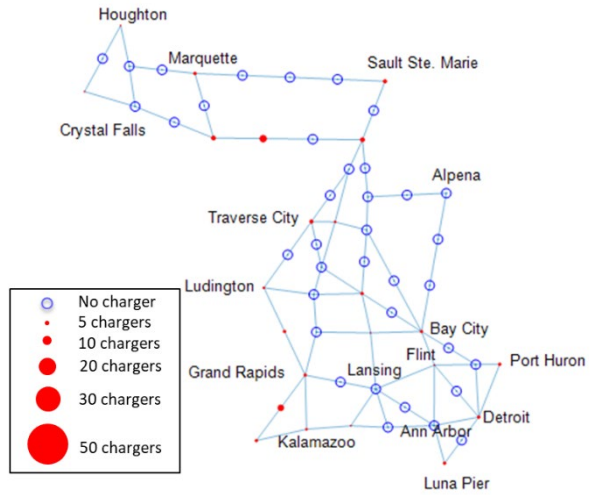 Houghton
Marquette
Sault Ste. Marie
Crystal Falls
Alpena
Traverse City
Ludington
No charger
5 chargers
10 chargers
20 chargers
30 chargers
50 chargers
Bay City
Flint
Port Huron
Grand Rapids
Lansing
Detroit
Ann Arbor
Kalamazoo
Luna Pier